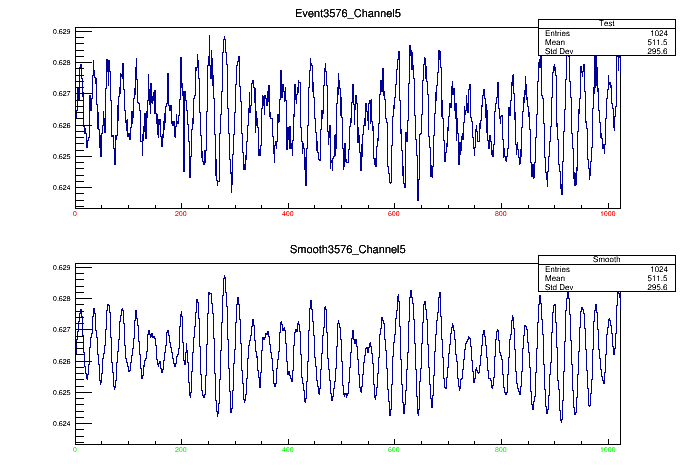 Event3576_Channel5
Test
Entries 1024
Mean 511.5
Std Dev 295.6
0.629
0.628
0.627
0.626
0.625
0.624
0 200 400 600 800 1000
Smooth3576_Channel5
Smooth
Entries 1024
Mean 511.5
Std Dev 295.6
0.629
0.628
0.627
0.626
0.625
0.624
0 200 400 600 800 1000